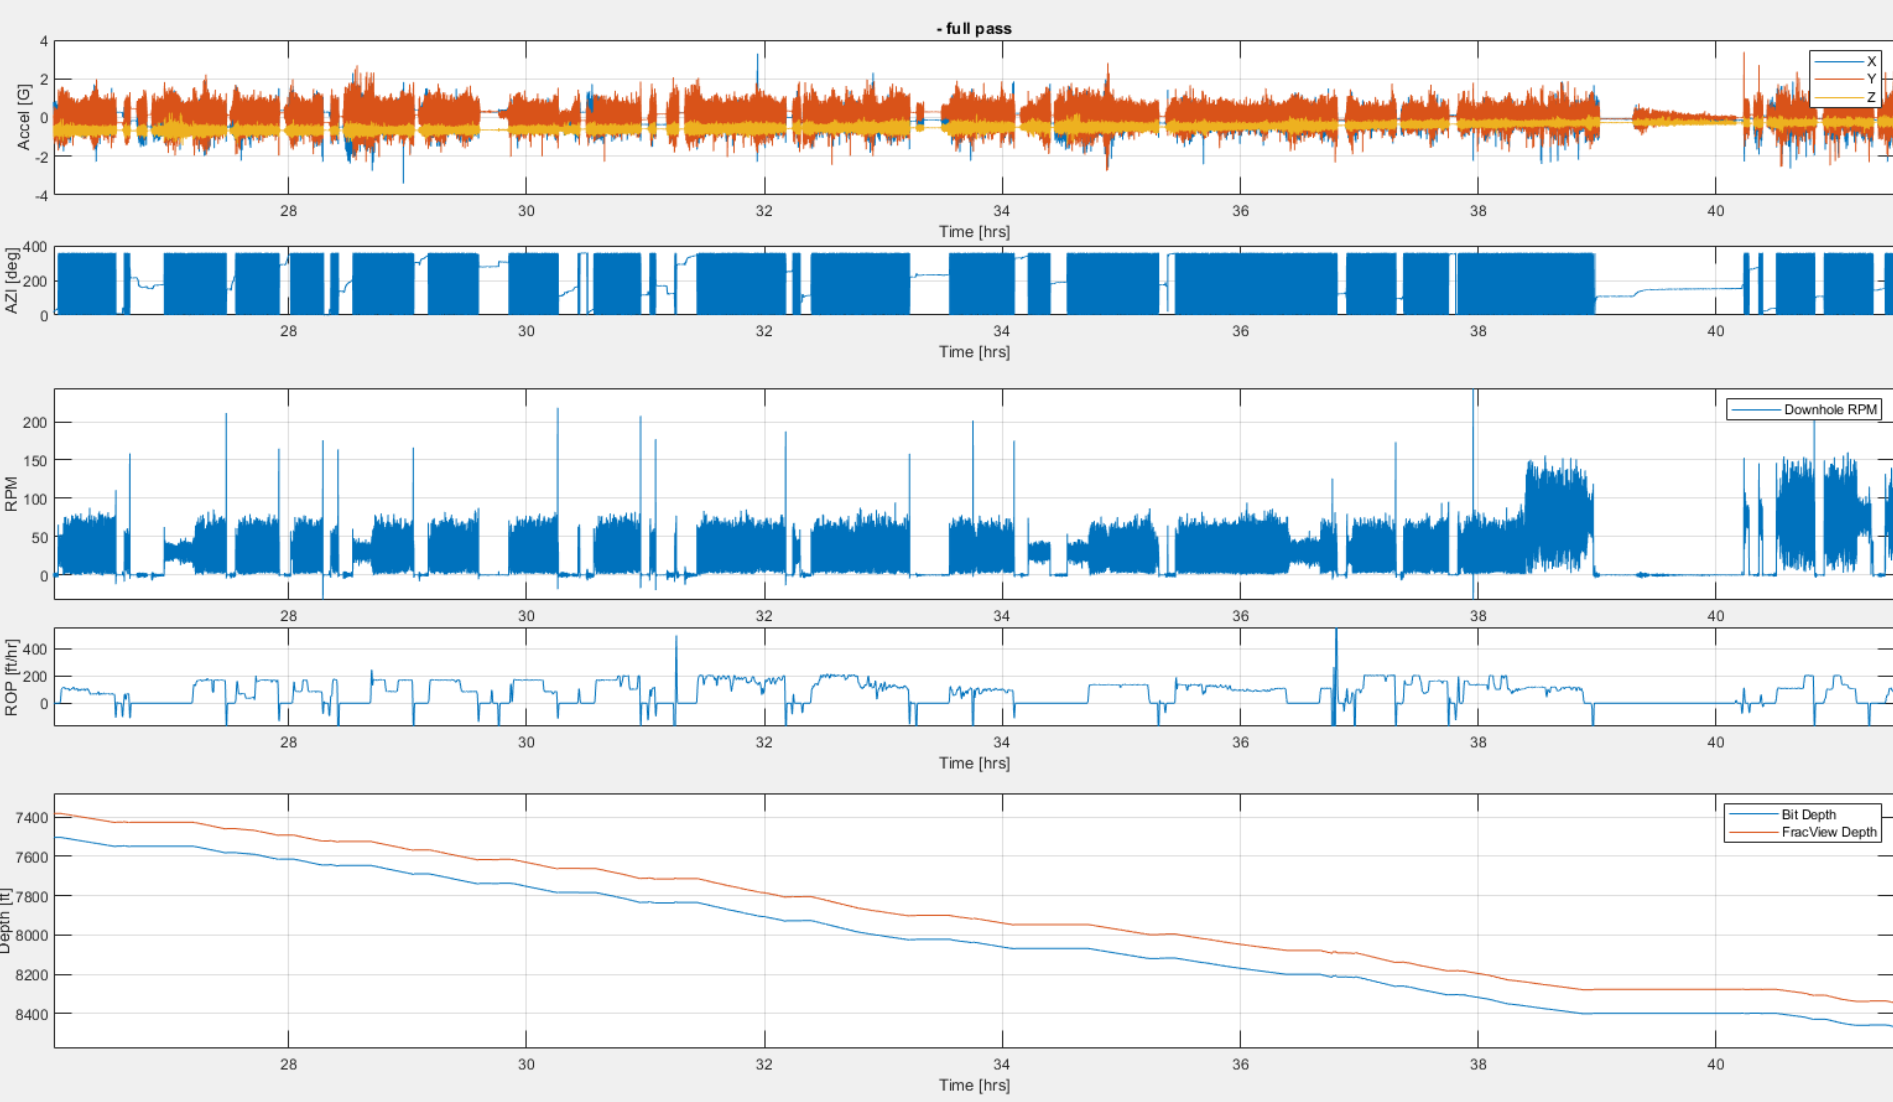 - full pass
4
2
0
-2
-4
Accel [G]
X
Y
Z
28 30 32 34 36 38 40
Time [hrs]
400
200
0
AZI [deg]
28 30 32 34 36 38 40
Time [hrs]
200
150
100
50
0
RPM
Downhole RPM
28 30 32 34 36 38 40
400
200
0
ROP [ft/hr]
28 30 32 34 36 38 40
Time [hrs]
7400
7600
7800
8000
8200
8400
Depth [ft]
Bit Depth
FracView Depth
28 30 32 34 36 38 40
Time [hrs]